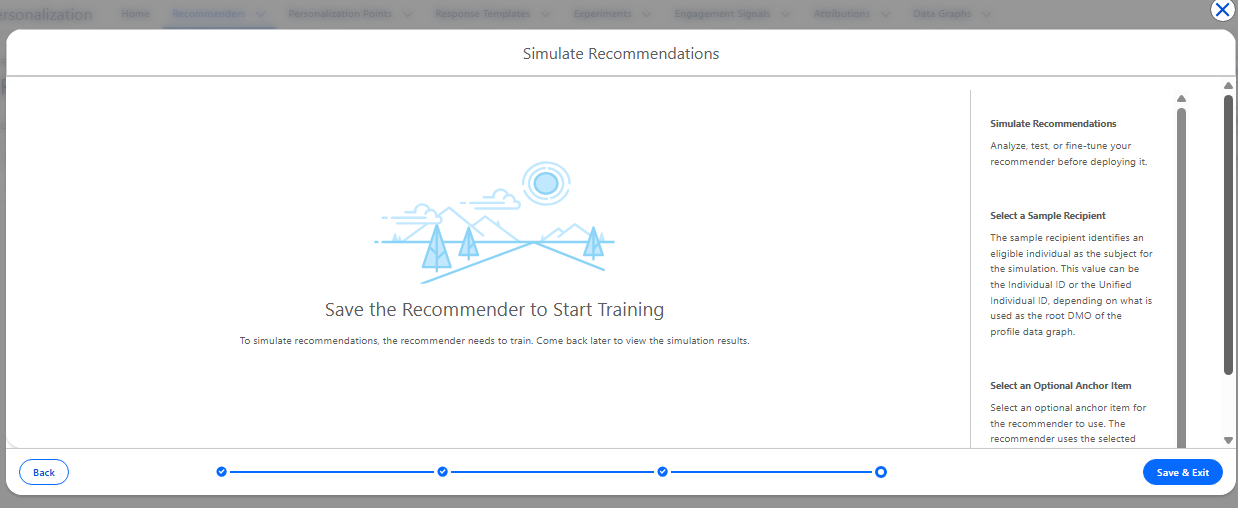 ersonalization Home Recommenders Personalization Points Response Templates Experiments Engagement Signals Attributions Data Graphs
Simulate Recommendations
Save the Recommender to Start Training
To simulate recommendations, the recommender needs to train. Come back later to view the simulation results.
Simulate Recommendations
Analyze, test, or fine-tune your
recommender before deploying it.
Select a Sample Recipient
The sample recipient identifies an
eligible individual as the subject for
the simulation. This value can be
the Individual ID or the Unified
Individual ID, depending on what is
used as the root DMO of the
profile data graph.
Select an Optional Anchor Item
Select an optional anchor item for
the recommender to use. The
recommender uses the selected
Back
Save & Exit